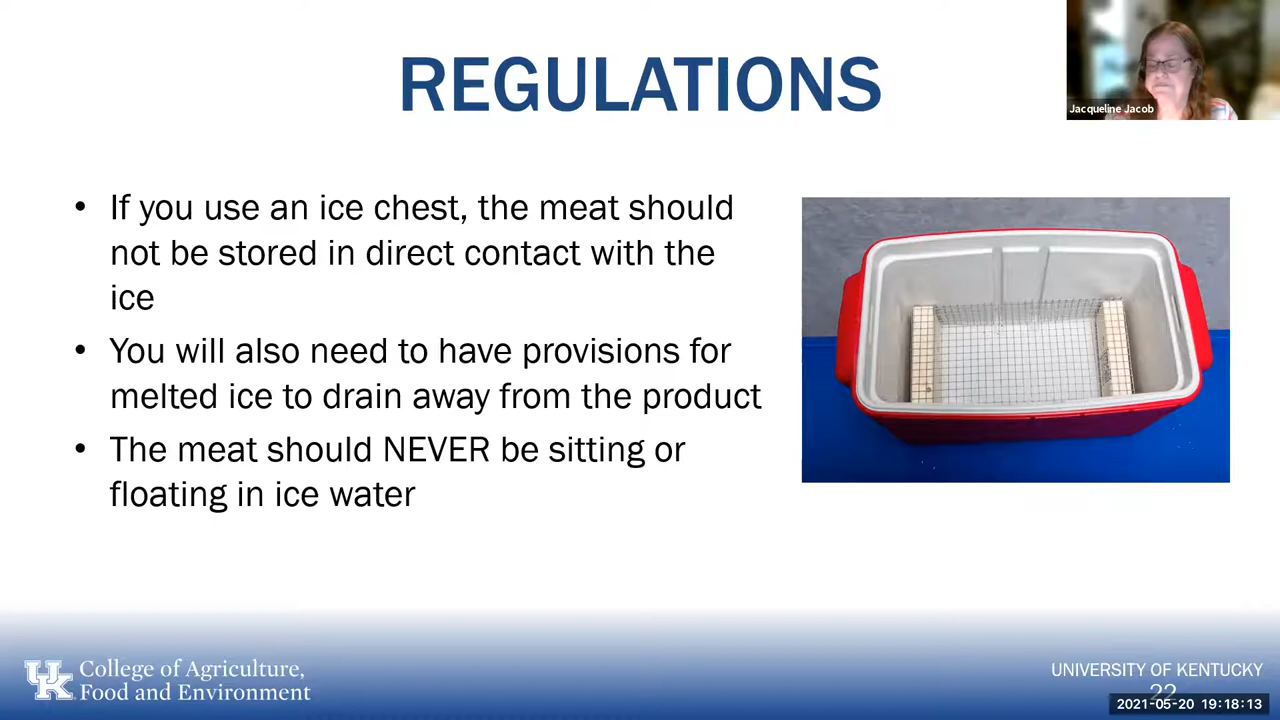 REGULATIONS
Jacqueline Jacob
• If you use an ice chest, the meat should
not be stored in direct contact with the
ice
• You will also need to have provisions for
melted ice to drain away from the product
• The meat should NEVER be sitting or
floating in ice water
UK
College of Agriculture,
Food and Environment
UNIVERSITY OF KENTUCKY
22
2021-05-20 19:18:13